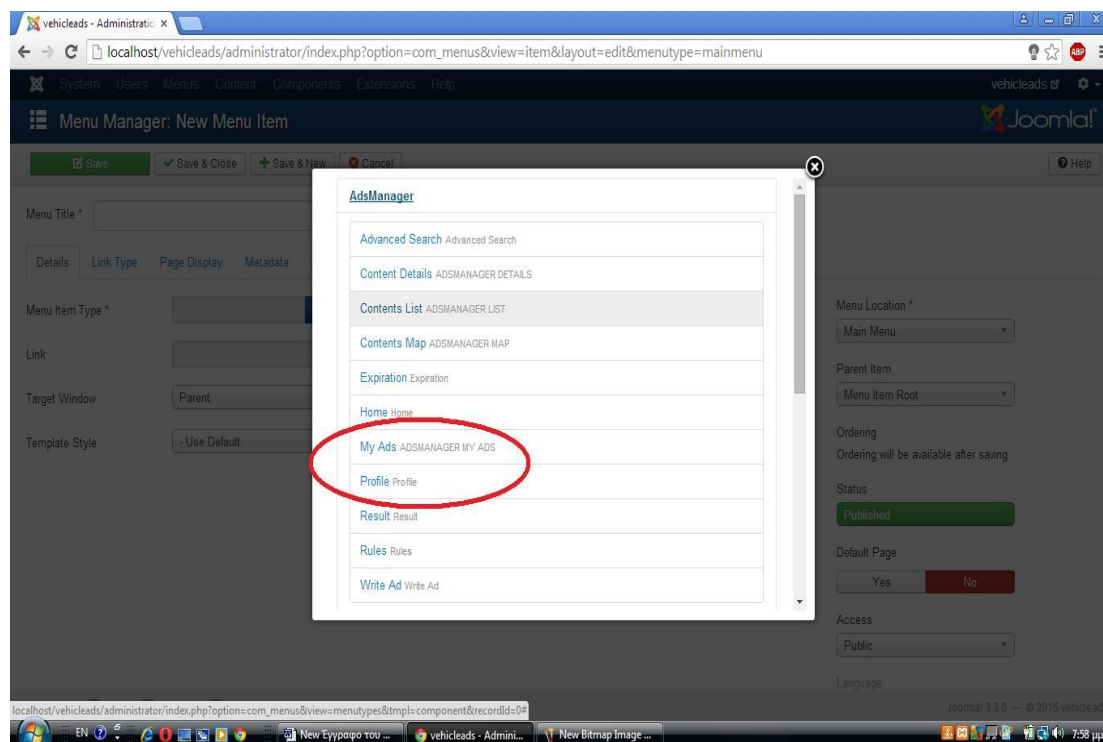 vehicleads - Administratio
localhost/vehicleads/administrator/index.php?option=com_menus&view=item&layout=edit&menutype=mainmenu
ABP
System Users Menus Content Components Extensions Help vehicleads
Menu Manager: New Menu Item Joomla!
Save Save & Close Save & New Cancel Help
AdsManager
Menu Title *
Advanced Search Advanced Search
Details Link Type Page Display Metadata
Content Details ADSMANAGER DETAILS
Contents List ADSMANAGER LIST
Menu Item Type *
Menu Location *
Main Menu
Contents Map ADSMANAGER MAP
Link
Parent Item
Expiration Expiration
Target Window Parent
Menu Item Root
Home Home
Ordering
Template Style - Use Default
My Ads ADSMANAGER MY ADS
Ordering will be available after saving
Profile Profile
Status
Published
Result Result
Rules Rules
Default Page
Yes No
Write Ad Write Ad
Access
Public
Language
localhost/vehicleads/administrator/index.php?option=com_menus&view=menutypes&tmpl=component&recordId=0#
Joomla! 3.3.0 — © 2015 vehiclead
EN New Έγγραφο του ... vehicleads - Admini... New Bitmap Image ... 7:58 μμ